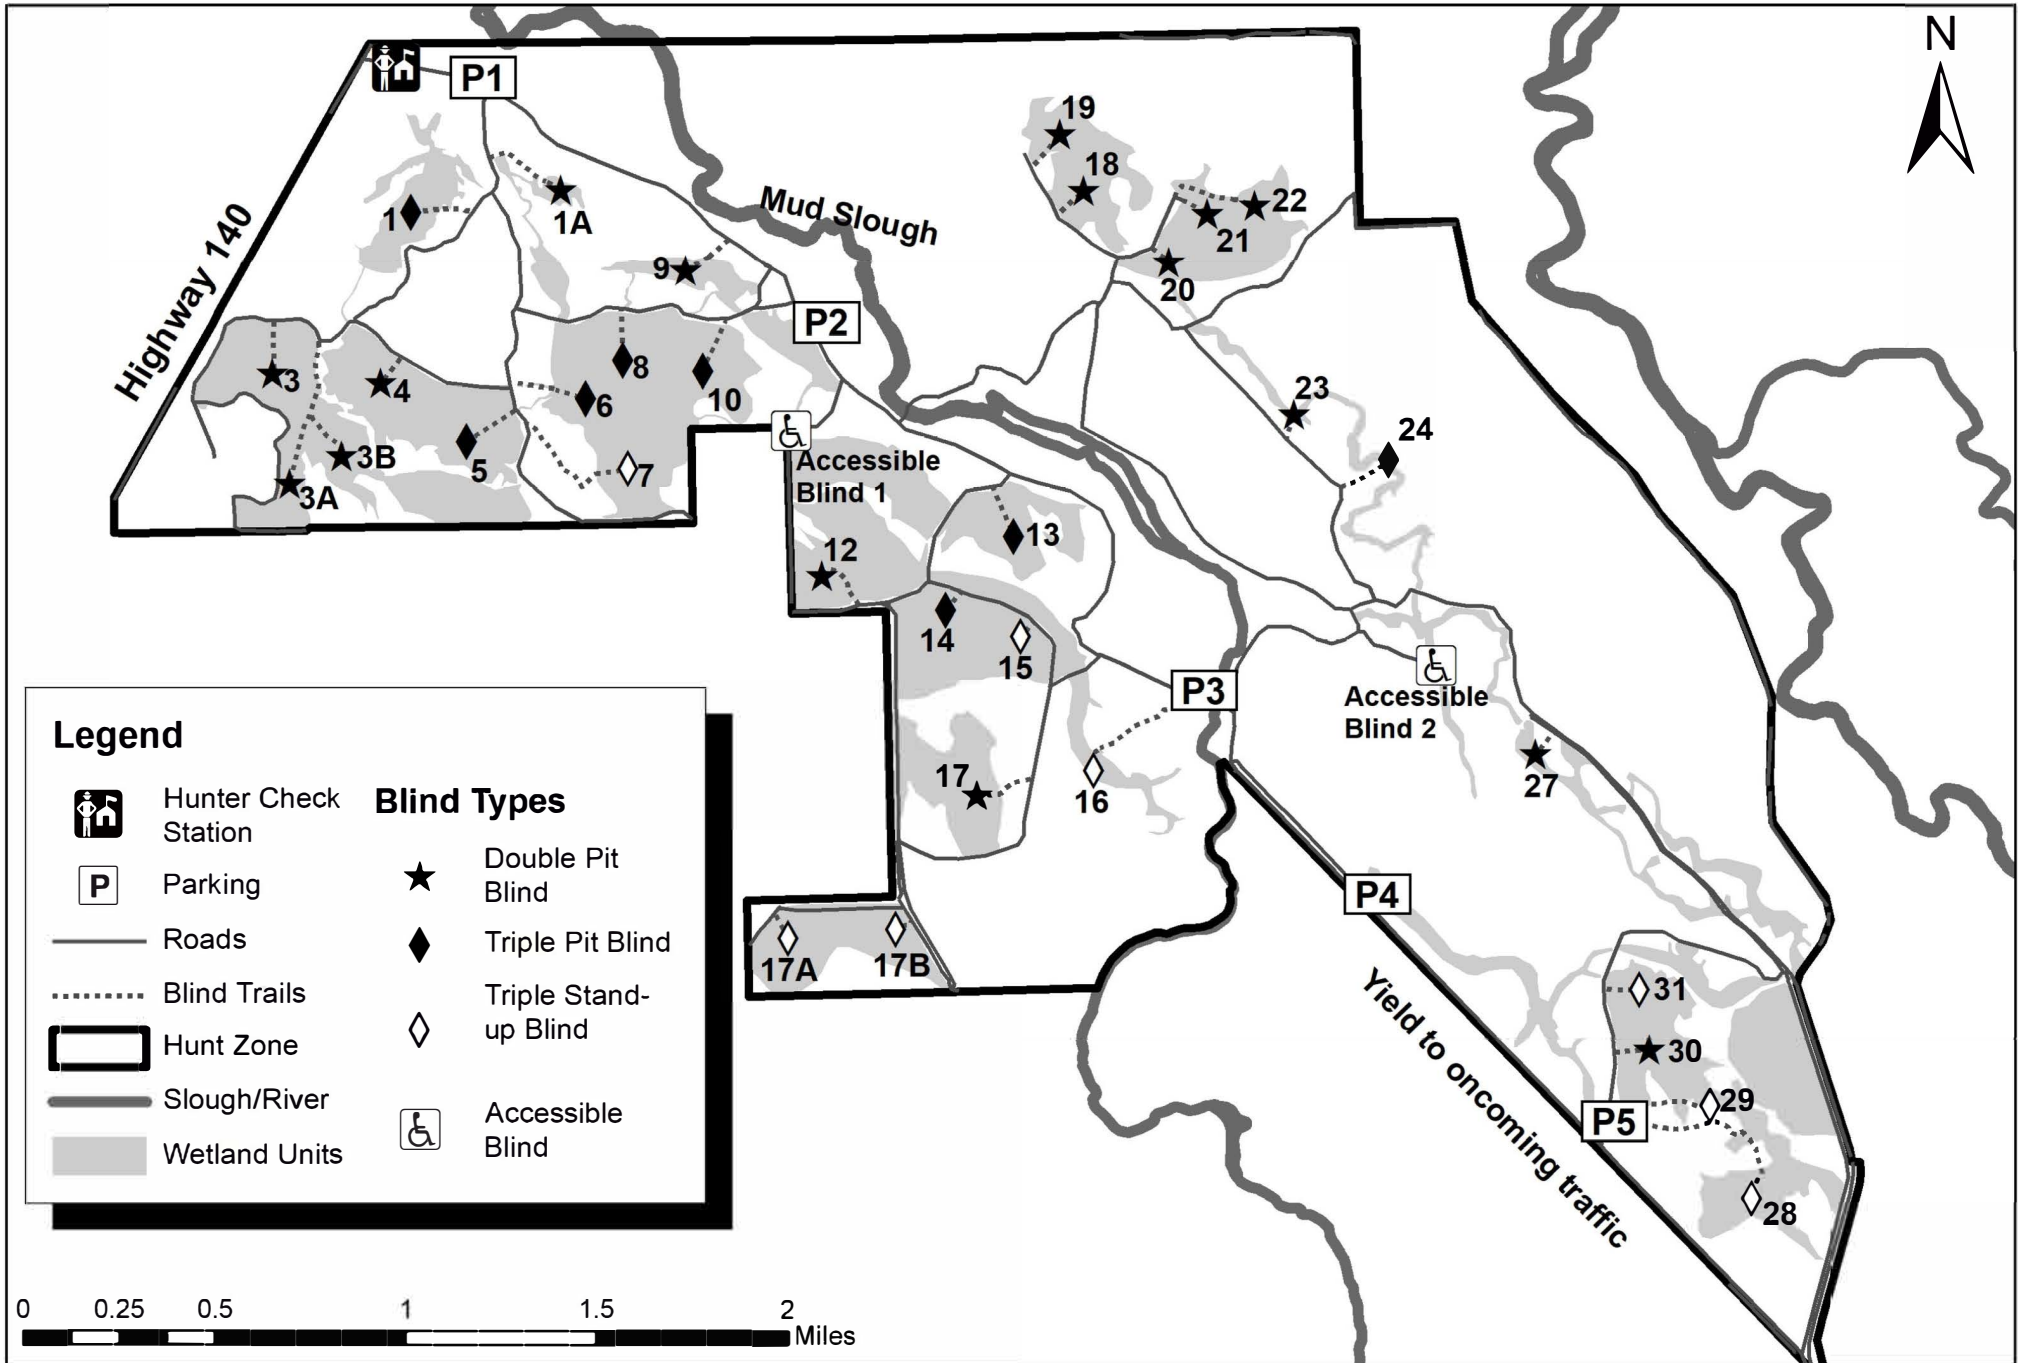 N
P1
19
18
22
21
20
1
1A
Mud Slough
9
Highway 140
P2
3
4
8
6
10
23
24
3B
5
7
3A
Accessible
Blind 1
12
13
14
15
P3
Accessible
Blind 2
17
16
27
P4
17A
17B
31
30
Yield to oncoming traffic
P5
29
28
Legend
Hunter Check
Station
P
Parking
Roads
Blind Trails
Hunt Zone
Slough/River
Wetland Units
Blind Types
Double Pit
Blind
Triple Pit Blind
Triple Stand-
up Blind
Accessible
Blind
0 0.25 0.5 1 1.5 2
Miles